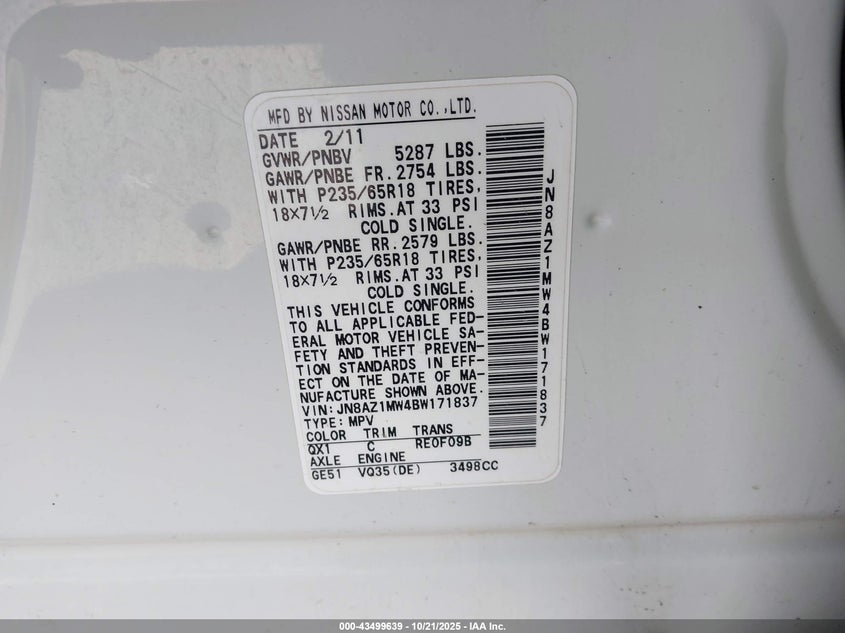 MFD BY NISSAN MOTOR CO.,LTD.
DATE 2/11
GVWR/PNBV 5287 LBS.
GAWR/PNBE FR. 2754 LBS.
WITH P235/65R18 TIRES,
18×7½ RIMS.AT 33 PSI
COLD SINGLE.
GAWR/PNBE RR. 2579 LBS.
WITH P235/65R18 TIRES,
18×7½ RIMS.AT 33 PSI
COLD SINGLE.
THIS VEHICLE CONFORMS
TO ALL APPLICABLE FED-
ERAL MOTOR VEHICLE SA-
FETY AND THEFT PREVEN-
TION STANDARDS IN EFF-
ECT ON THE DATE OF MA-
NUFACTURE SHOWN ABOVE.
VIN: JN8AZ1MW4BW171837
TYPE: MPV
COLOR TRIM TRANS
QX1 C RE0F09B
AXLE ENGINE
GE51 VQ35(DE) 3498CC
JN8AZ1MW4BW171837
000-43499639 - 10/21/2025 - IAA Inc.